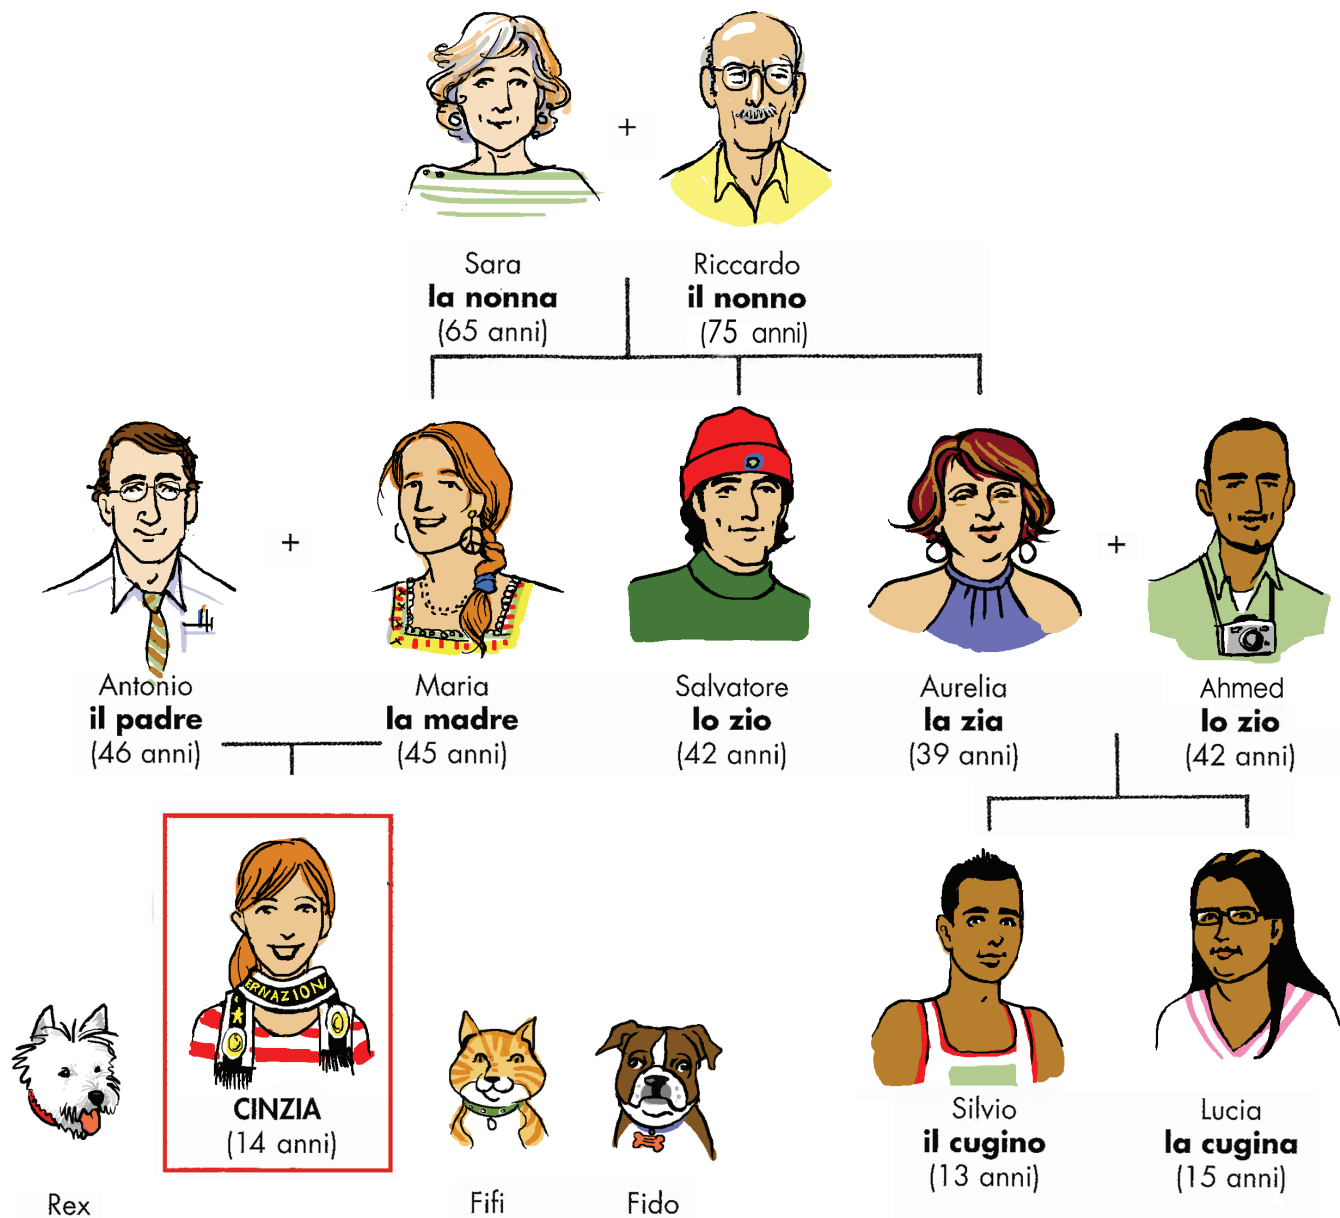 Sara
la nonna
(65 anni)
+
Riccardo
il nonno
(75 anni)
Antonio
il padre
(46 anni)
+
Maria
la madre
(45 anni)
Salvatore
lo zio
(42 anni)
Aurelia
la zia
(39 anni)
+
Ahmed
lo zio
(42 anni)
ERNAZIONI
CINZIA
(14 anni)
Silvio
il cugino
(13 anni)
Lucia
la cugina
(15 anni)
Rex
Fifi
Fido